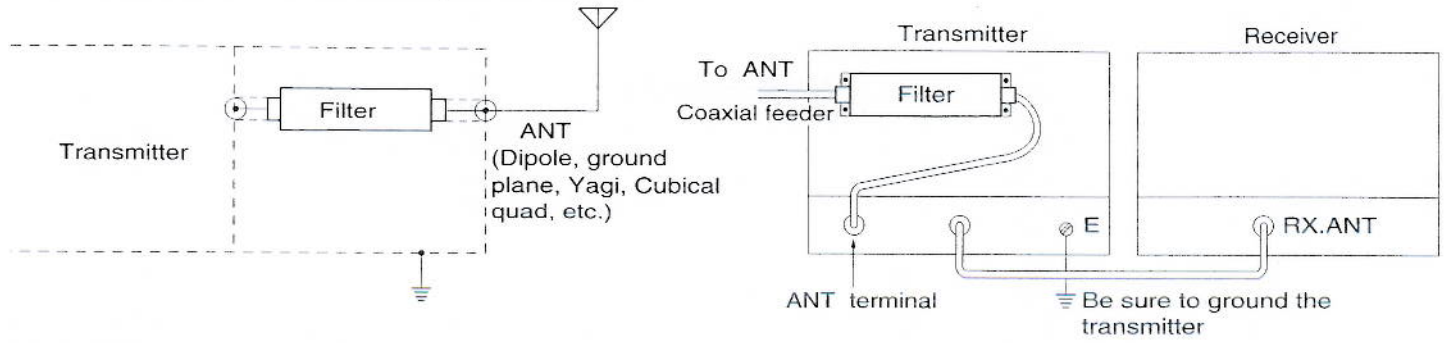 Transmitter
Filter
ANT
(Dipole, ground
plane, Yagi, Cubical
quad, etc.)
Transmitter
Receiver
To ANT
Filter
Coaxial feeder
E
RX.ANT
ANT terminal
Be sure to ground the
transmitter